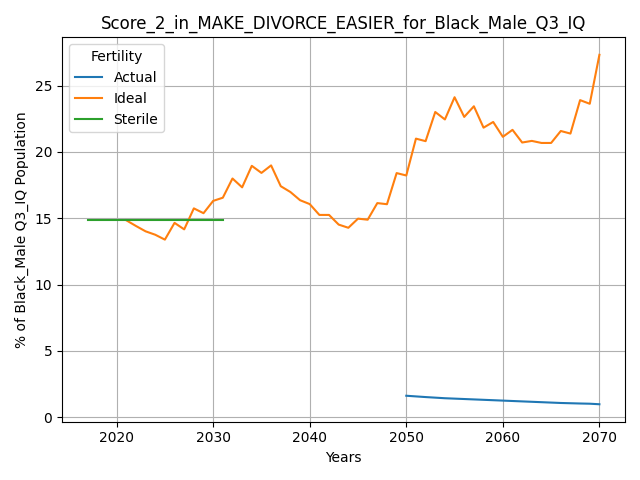 Score_2_in_MAKE_DIVORCE_EASIER_for_Black_Male_Q3_IQ
Fertility
Actual
Ideal
Sterile
% of Black_Male Q3_IQ Population
25
20
15
10
5
0
2020 2030 2040 2050 2060 2070
Years